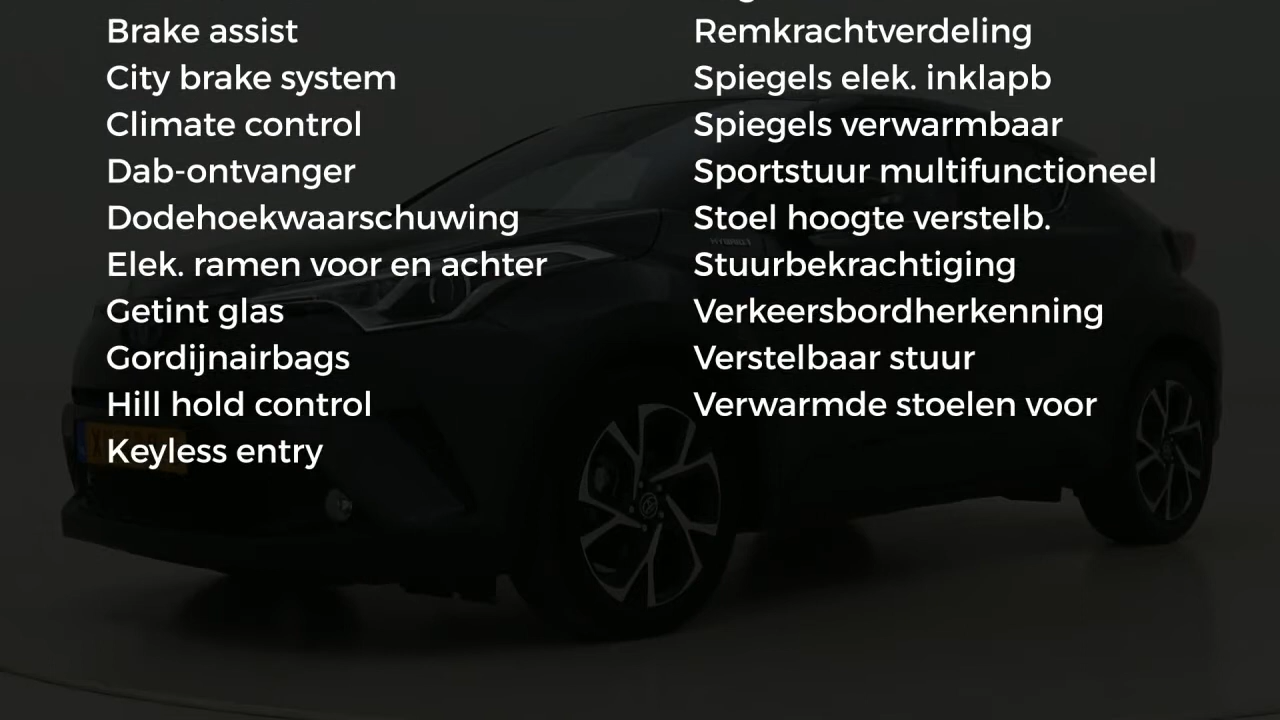 Brake assist
City brake system
Climate control
Dab-ontvanger
Dodehoekwaarschuwing
Elek. ramen voor en achter
Getint glas
Gordijnairbags
Hill hold control
Keyless entry
Remkrachtverdeling
Spiegels elek. inklapb
Spiegels verwarmbaar
Sportstuur multifunctioneel
Stoel hoogte verstelb.
Stuurbekrachtiging
Verkeersbordherkenning
Verstelbaar stuur
Verwarmde stoelen voor
HYBRID